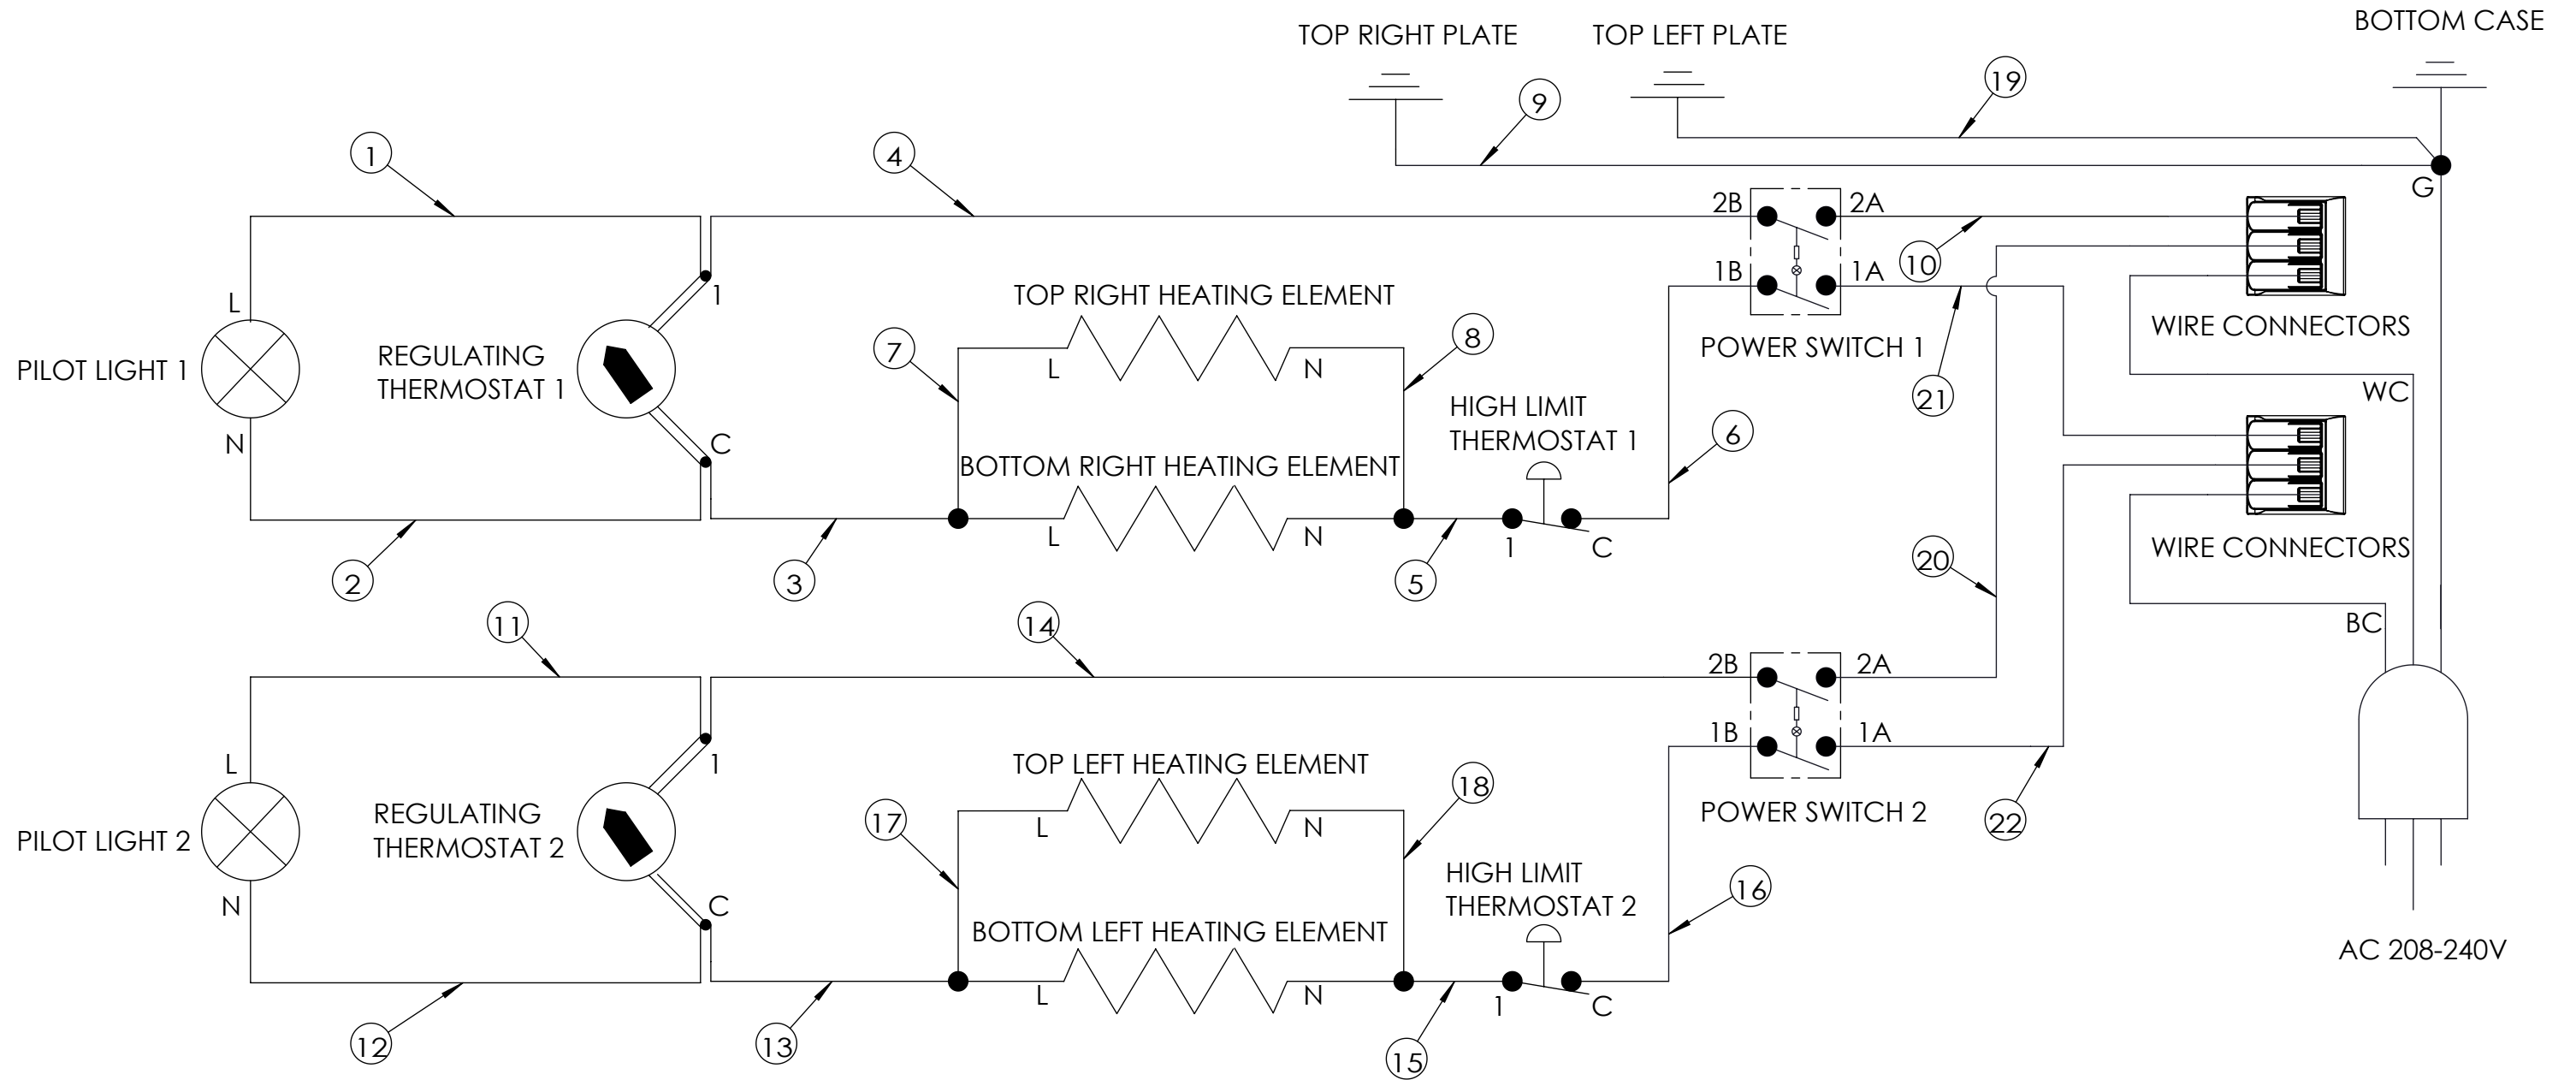 BOTTOM CASE
TOP RIGHT PLATE
TOP LEFT PLATE
19
9
1
4
G
2B
2A
10
1B
1A
L
1
TOP RIGHT HEATING ELEMENT
WIRE CONNECTORS
POWER SWITCH 1
7
8
PILOT LIGHT 1
REGULATING
THERMOSTAT 1
L
N
21
WC
HIGH LIMIT
THERMOSTAT 1
6
N
C
BOTTOM RIGHT HEATING ELEMENT
L
N
1
C
WIRE CONNECTORS
20
2
3
5
11
14
BC
2B
2A
1B
1A
L
1
TOP LEFT HEATING ELEMENT
18
POWER SWITCH 2
22
17
PILOT LIGHT 2
REGULATING
THERMOSTAT 2
L
N
HIGH LIMIT
THERMOSTAT 2
16
N
C
BOTTOM LEFT HEATING ELEMENT
AC 208-240V
L
N
1
C
12
13
15